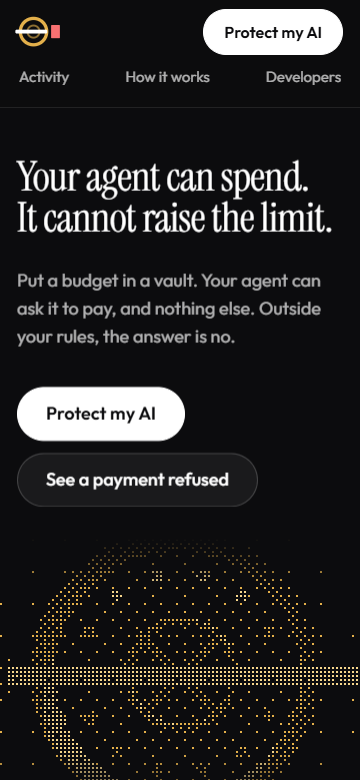 Protect my AI
Activity
How it works
Developers
Your agent can spend.
It cannot raise the limit.
Put a budget in a vault. Your agent can
ask it to pay, and nothing else. Outside
your rules, the answer is no.
Protect my AI
See a payment refused